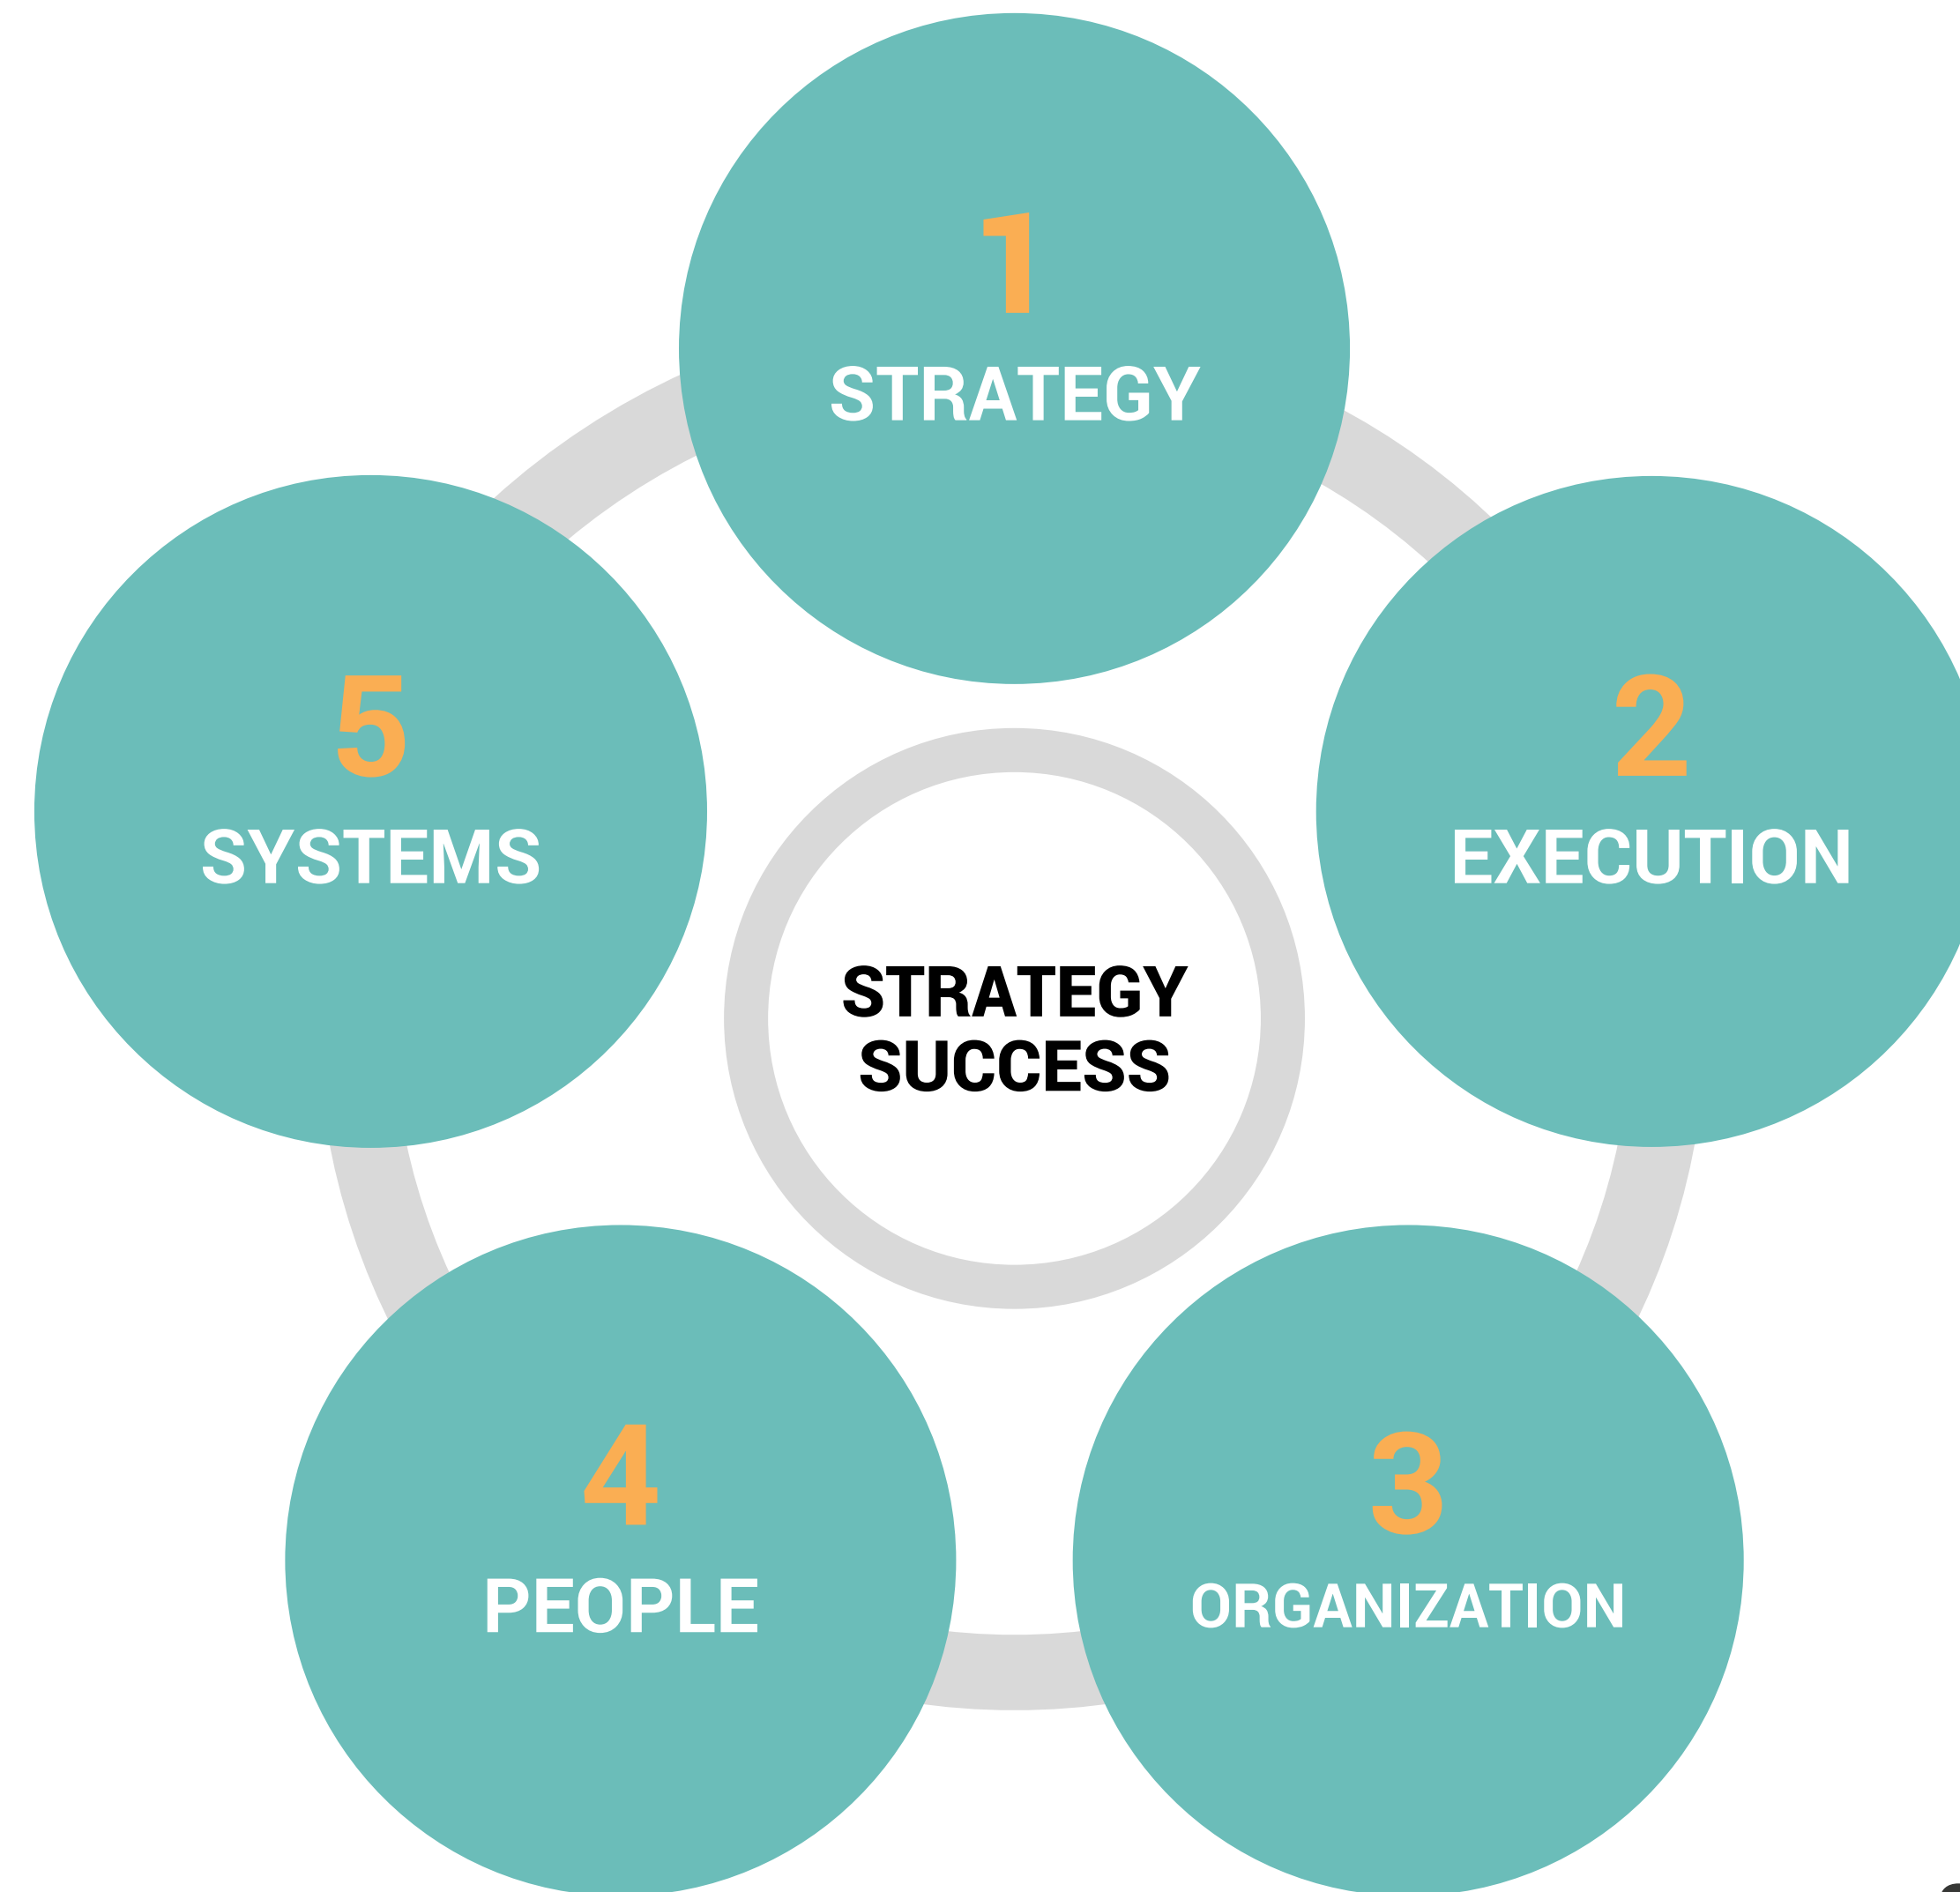 1
STRATEGY
2
EXECUTION
3
ORGANIZATION
4
PEOPLE
5
SYSTEMS
STRATEGY
SUCCESS